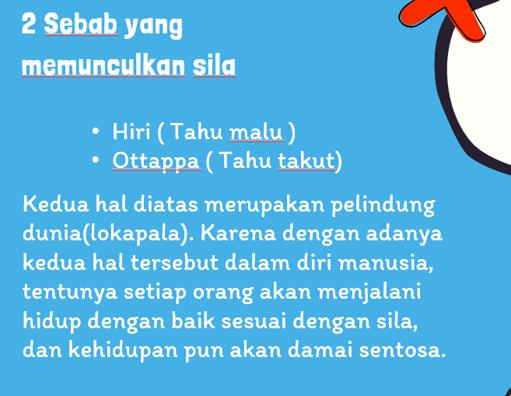 2 Sebab yang
memunculkan sila
• Hiri ( Tahu malu )
• Ottappa ( Tahu takut)
Kedua hal diatas merupakan pelindung
dunia(lokapala). Karena dengan adanya
kedua hal tersebut dalam diri manusia,
tentunya setiap orang akan menjalani
hidup dengan baik sesuai dengan sila,
dan kehidupan pun akan damai sentosa.